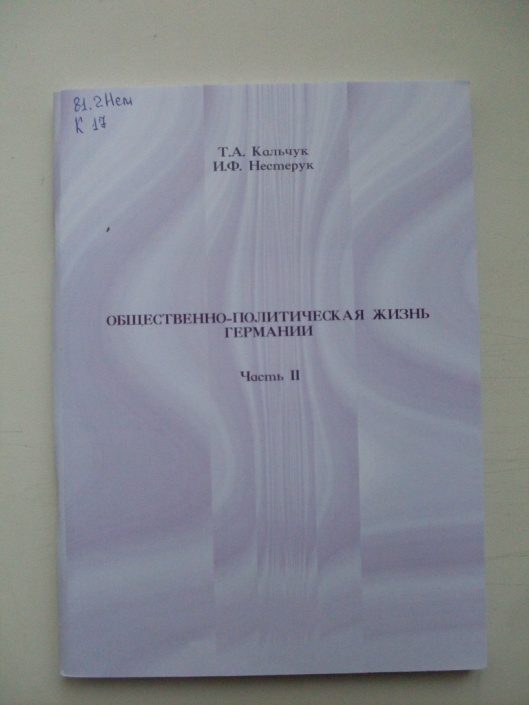 81.2Нем
К 17
Т.А. Кальчук
И.Ф. Нестерук
ОБЩЕСТВЕННО-ПОЛИТИЧЕСКАЯ ЖИЗНЬ
ГЕРМАНИИ
Часть II